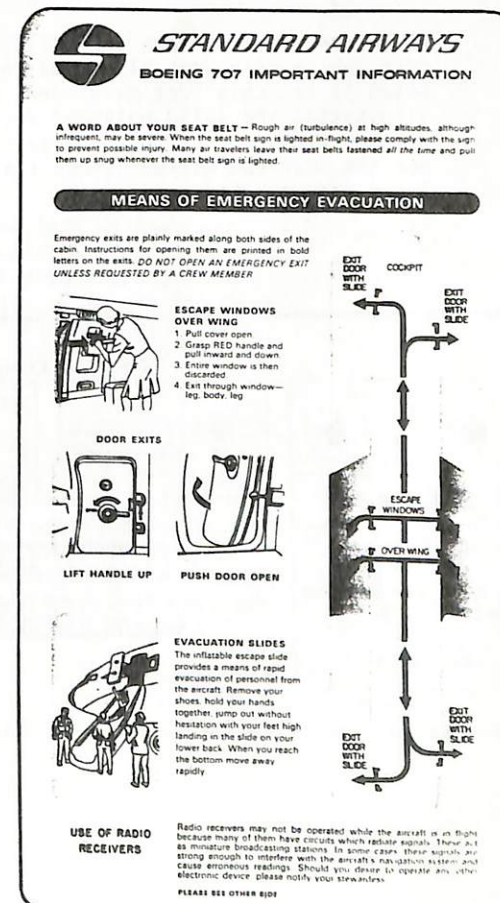 STANDARD AIRWAYS
BOEING 707 IMPORTANT INFORMATION
A WORD ABOUT YOUR SEAT BELT — Rough air (turbulence) at high altitudes, although
infrequent, may be severe. When the seat belt sign is lighted in-flight, please comply with the sign
to prevent possible injury. Many air travelers leave their seat belts fastened all the time and pull
them up snug whenever the seat belt sign is lighted.
MEANS OF EMERGENCY EVACUATION
Emergency exits are plainly marked along both sides of the
cabin. Instructions for opening them are printed in bold
letters on the exits. DO NOT OPEN AN EMERGENCY EXIT
UNLESS REQUESTED BY A CREW MEMBER
ESCAPE WINDOWS
OVER WING
1. Pull cover open
2. Grasp RED handle and
pull inward and down.
3. Entire window is then
discarded
4. Exit through window—
leg, body, leg
DOOR EXITS
LIFT HANDLE UP
PUSH DOOR OPEN
EVACUATION SLIDES
The inflatable escape slide
provides a means of rapid
evacuation of personnel from
the aircraft. Remove your
shoes, hold your hands
together, jump out without
hesitation with your feet high
landing in the slide on your
lower back. When you reach
the bottom move away
rapidly
EXIT
DOOR
WITH
SLIDE
COCKPIT
EXIT
DOOR
WITH
SLIDE
ESCAPE
WINDOWS
OVER WING
EXIT
DOOR
WITH
SLIDE
EXIT
DOOR
WITH
SLIDE
USE OF RADIO
RECEIVERS
Radio receivers may not be operated while the aircraft is in flight
because many of them have circuits which radiate signals. These act
as miniature broadcasting stations. In some cases these signals are
strong enough to interfere with the aircraft's navigation system and
cause erroneous readings. Should you desire to operate any other
electronic device please notify your stewardess
PLEASE SEE OTHER SIDE